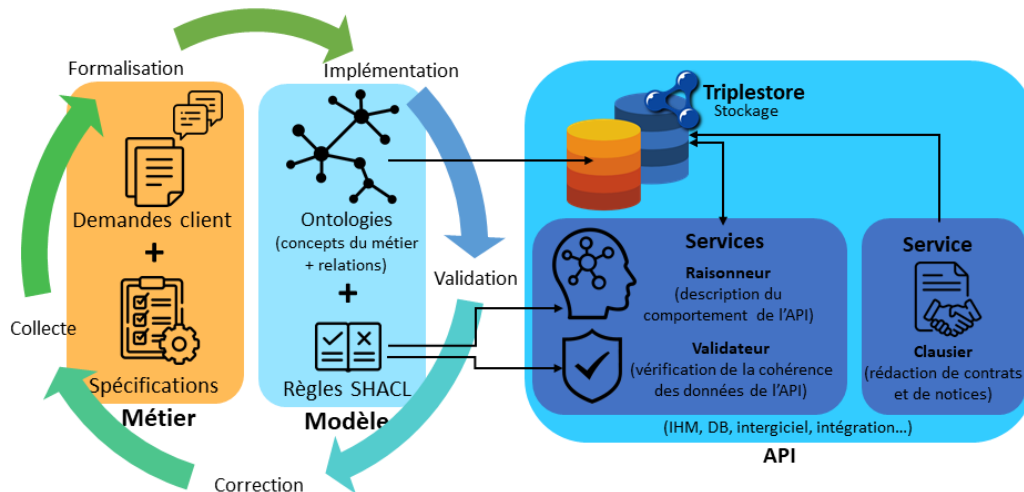 Formalisation
Implémentation
Validation
Correction
Collecte
Demandes client
+
Spécifications
Métier
Ontologies
(concepts du métier
+ relations)
+
Règles SHACL
Modèle
Triplestore
Stockage
Services
Raisonneur
(description du
comportement de l'API)
Validateur
(vérification de la cohérence
des données de l'API)
Service
Clausier
(rédaction de contrats
et de notices)
(IHM, DB, intergiciel, intégration...)
API